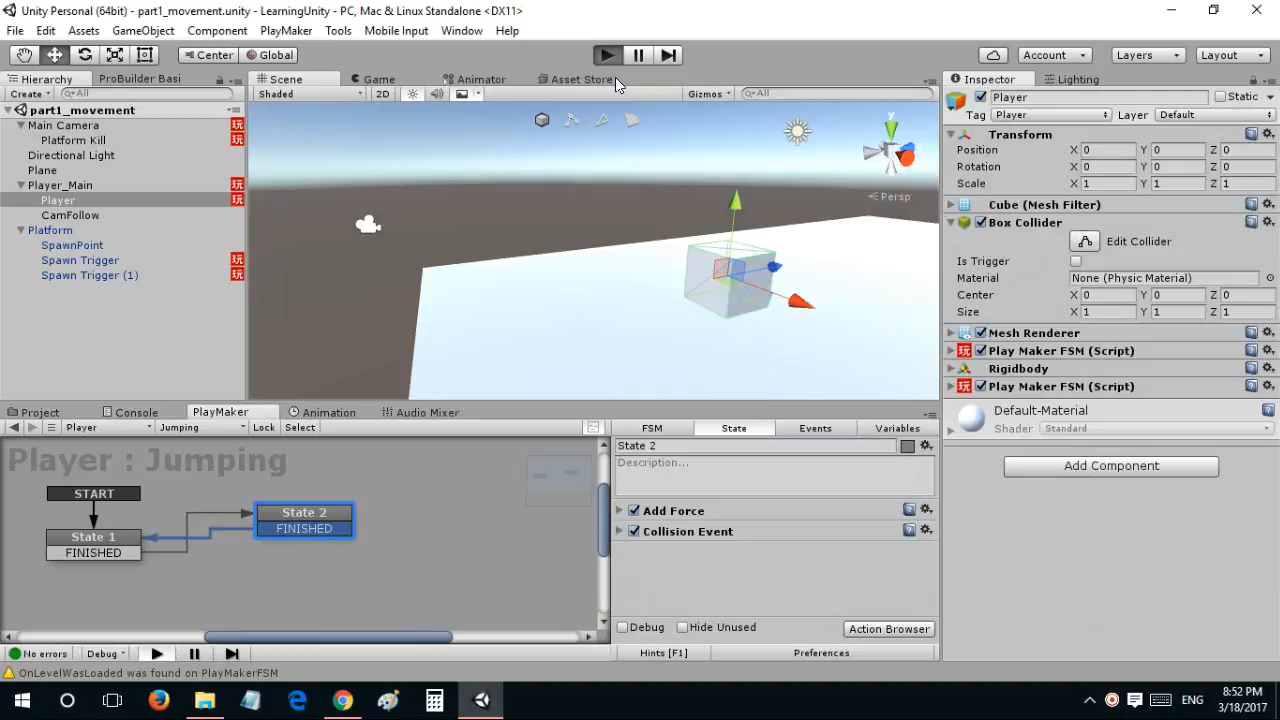 Unity Personal (64bit) - part1_movement.unity - LearningUnity - PC, Mac & Linux Standalone <DX11>
File Edit Assets GameObject Component PlayMaker Tools Mobile Input Window Help
Center Global Account Layers Layout
Hierarchy ProBuilder Basi Scene Game Animator Asset Store Inspector Lighting
Create All Shaded 2D Gizmos All Player Static
part1_movement
Tag Player Layer Default
Main Camera 玩
Platform Kill 玩
Directional Light
Plane
Player_Main 玩
Player 玩
CamFollow
Platform
SpawnPoint
Spawn Trigger 玩
Spawn Trigger (1) 玩
y
Persp
Transform
Position X 0 Y 0 Z 0
Rotation X 0 Y 0 Z 0
Scale X 1 Y 1 Z 1
Cube (Mesh Filter)
Box Collider
Edit Collider
Is Trigger
Material None (Physic Material)
Center X 0 Y 0 Z 0
Size X 1 Y 1 Z 1
Mesh Renderer
玩 Play Maker FSM (Script)
Rigidbody
玩 Play Maker FSM (Script)
Default-Material
Shader Standard
Add Component
Project Console PlayMaker Animation Audio Mixer
Player Jumping Lock Select FSM State Events Variables
Player : Jumping
START
State 1
FINISHED
State 2
FINISHED
State 2
Description...
Add Force
Collision Event
Debug Hide Unused Action Browser
No errors Debug Hints [F1] Preferences
OnLevelWasLoaded was found on PlayMakerFSM
ENG 8:52 PM
3/18/2017